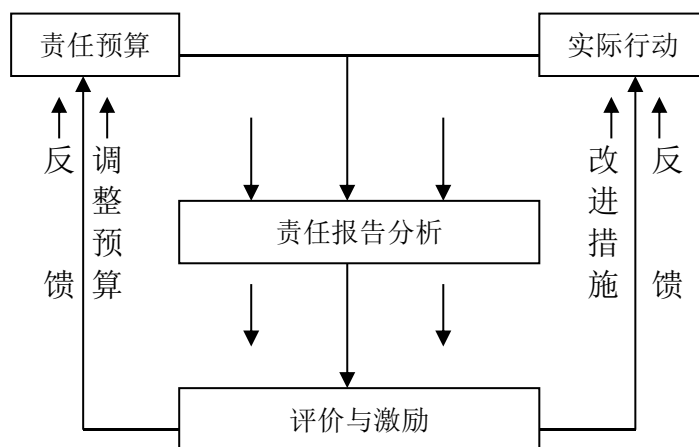 责任预算
实际行动
反馈
调整预算
改进措施
反馈
责任报告分析
评价与激励